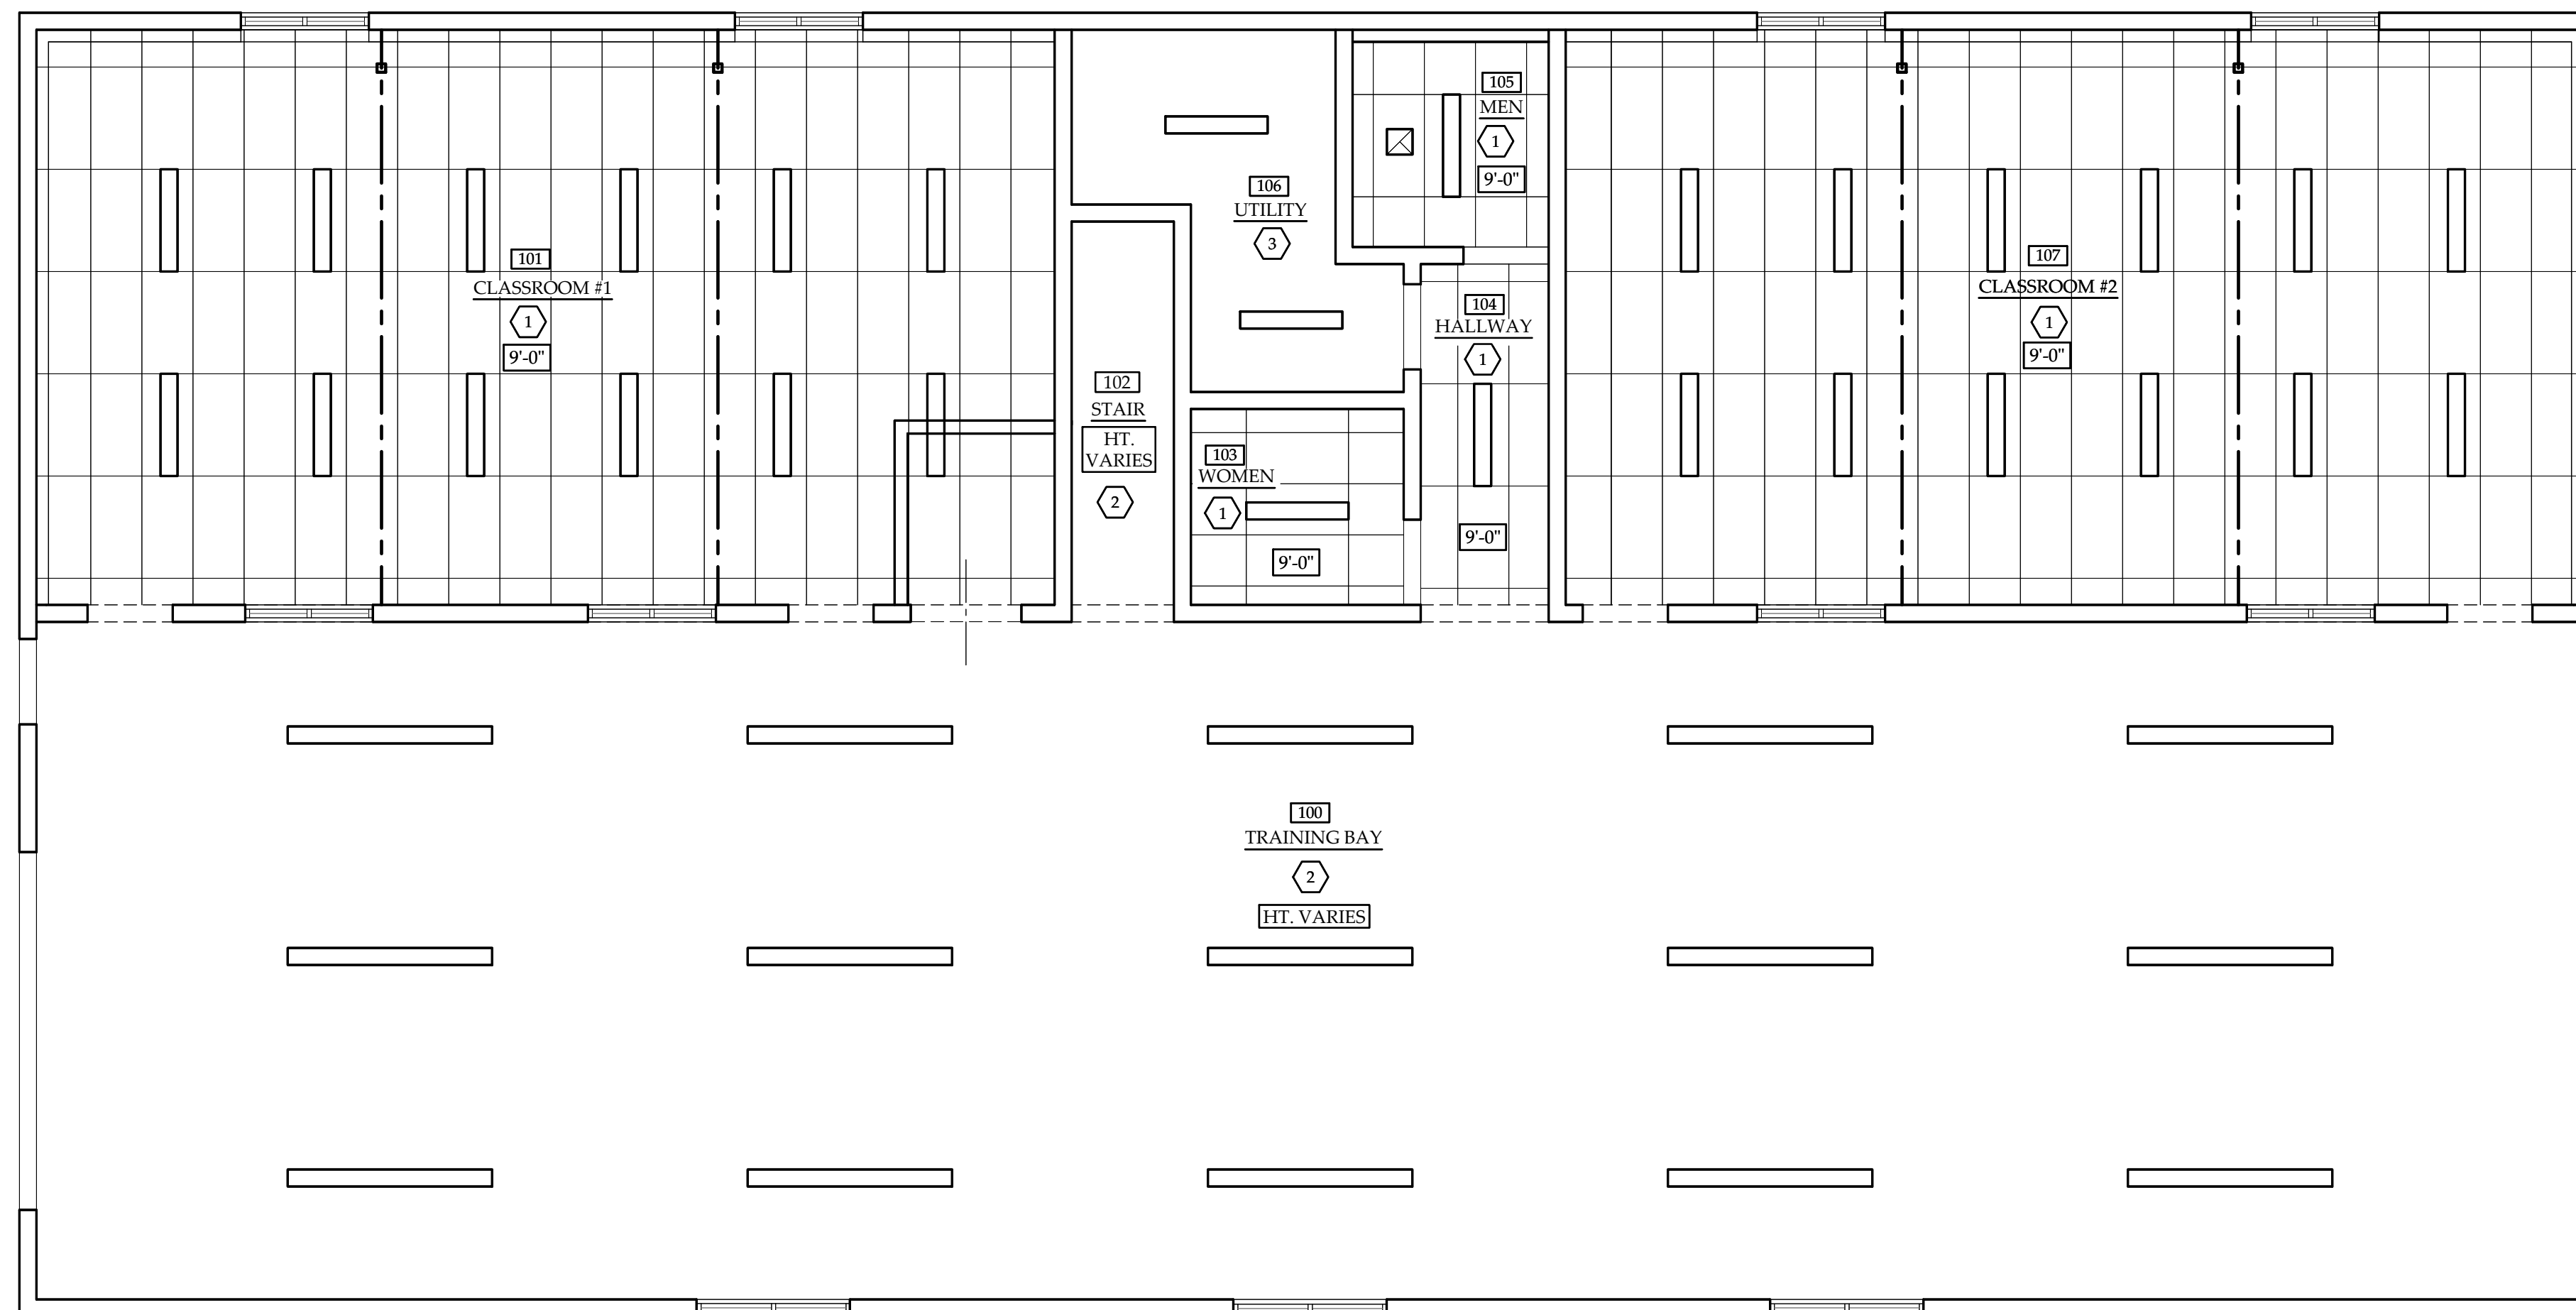 105
MEN
1
9'-0"
106
UTILITY
3
101
CLASSROOM #1
1
9'-0"
107
CLASSROOM #2
1
9'-0"
104
HALLWAY
1
9'-0"
102
STAIR
HT.
VARIES
2
103
WOMEN
1
9'-0"
100
TRAINING BAY
2
HT. VARIES